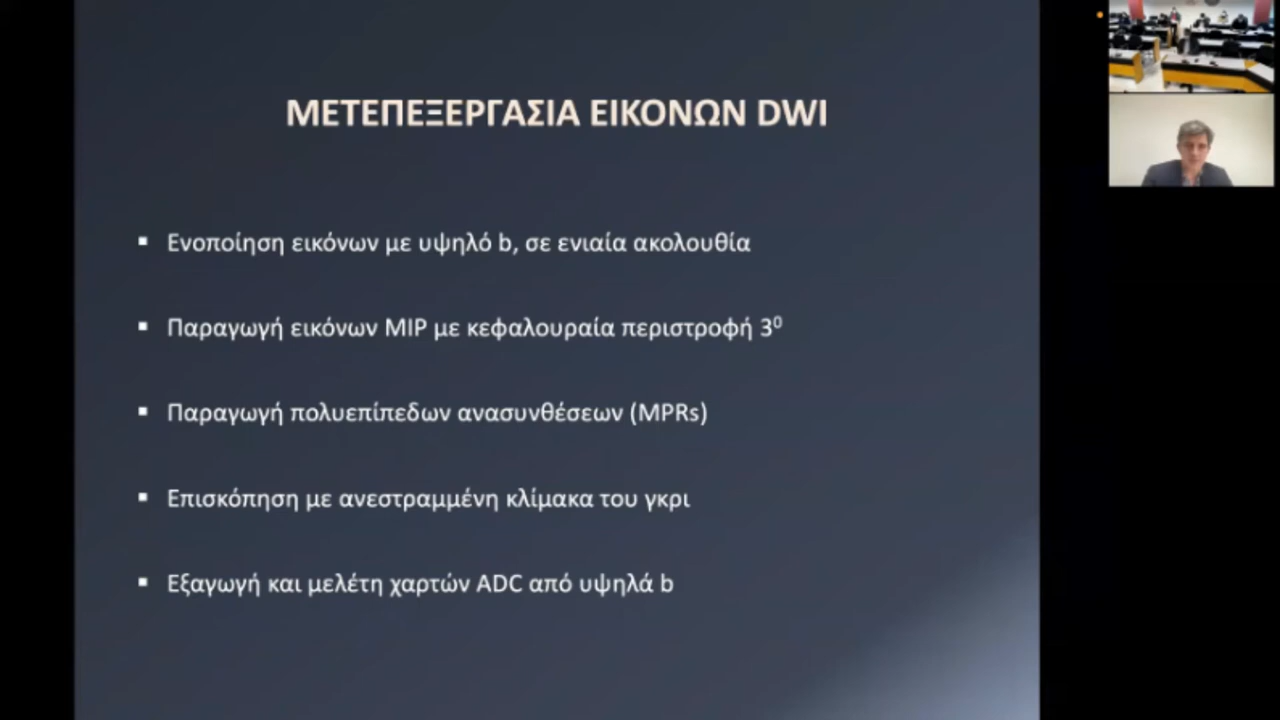 ΜΕΤΕΠΕΞΕΡΓΑΣΙΑ ΕΙΚΟΝΩΝ DWI
▪ Ενοποίηση εικόνων με υψηλό b, σε ενιαία ακολουθία
▪ Παραγωγή εικόνων MIP με κεφαλουραία περιστροφή 3⁰
▪ Παραγωγή πολυεπίπεδων ανασυνθέσεων (MPRs)
▪ Επισκόπηση με ανεστραμμένη κλίμακα του γκρι
▪ Εξαγωγή και μελέτη χαρτών ADC από υψηλά b